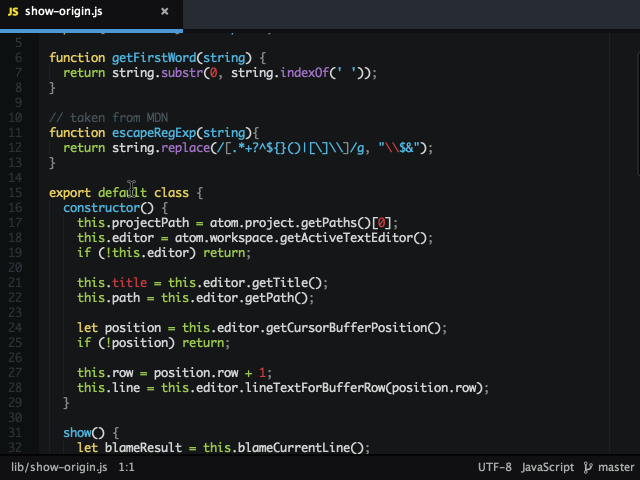 JS show-origin.js ×
5
6 function getFirstWord(string) {
7 return string.substr(0, string.indexOf(' '));
8 }
9
10 // taken from MDN
11 function escapeRegExp(string){
12 return string.replace(/[.*+?^${}()|[\]\\]/g, "\\$&");
13 }
14
15 export default class {
16 constructor() {
17 this.projectPath = atom.project.getPaths()[0];
18 this.editor = atom.workspace.getActiveTextEditor();
19 if (!this.editor) return;
20
21 this.title = this.editor.getTitle();
22 this.path = this.editor.getPath();
23
24 let position = this.editor.getCursorBufferPosition();
25 if (!position) return;
26
27 this.row = position.row + 1;
28 this.line = this.editor.lineTextForBufferRow(position.row);
29 }
30
31 show() {
32 let blameResult = this.blameCurrentLine();
lib/show-origin.js 1:1 UTF-8 JavaScript master